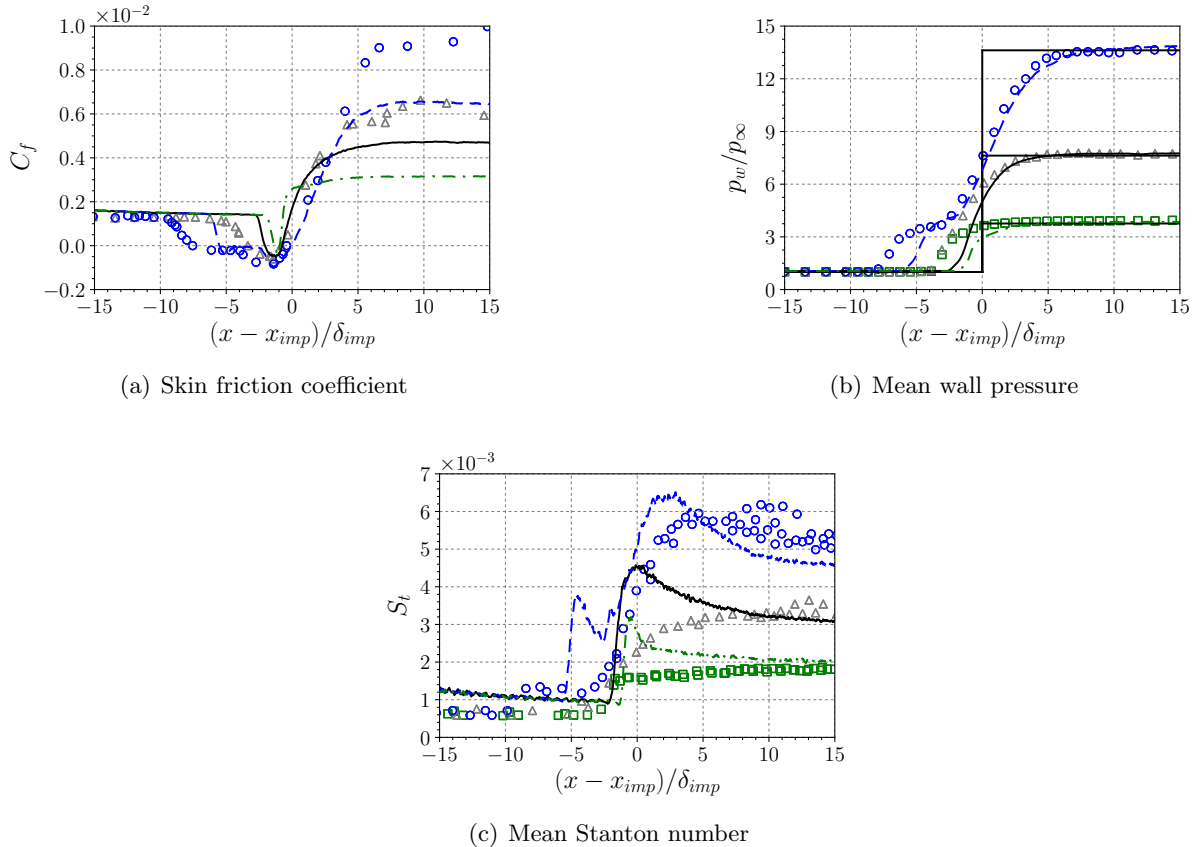 ×10⁻²
1.0
0.8
0.6
0.4
0.2
0.0
−0.2
C_f
−15 −10 −5 0 5 10 15
(x − x_imp)/δ_imp
(a) Skin friction coefficient
15
12
9
6
3
0
p_w/p_∞
−15 −10 −5 0 5 10 15
(x − x_imp)/δ_imp
(b) Mean wall pressure
×10⁻³
7
6
5
4
3
2
1
0
S_t
−15 −10 −5 0 5 10 15
(x − x_imp)/δ_imp
(c) Mean Stanton number